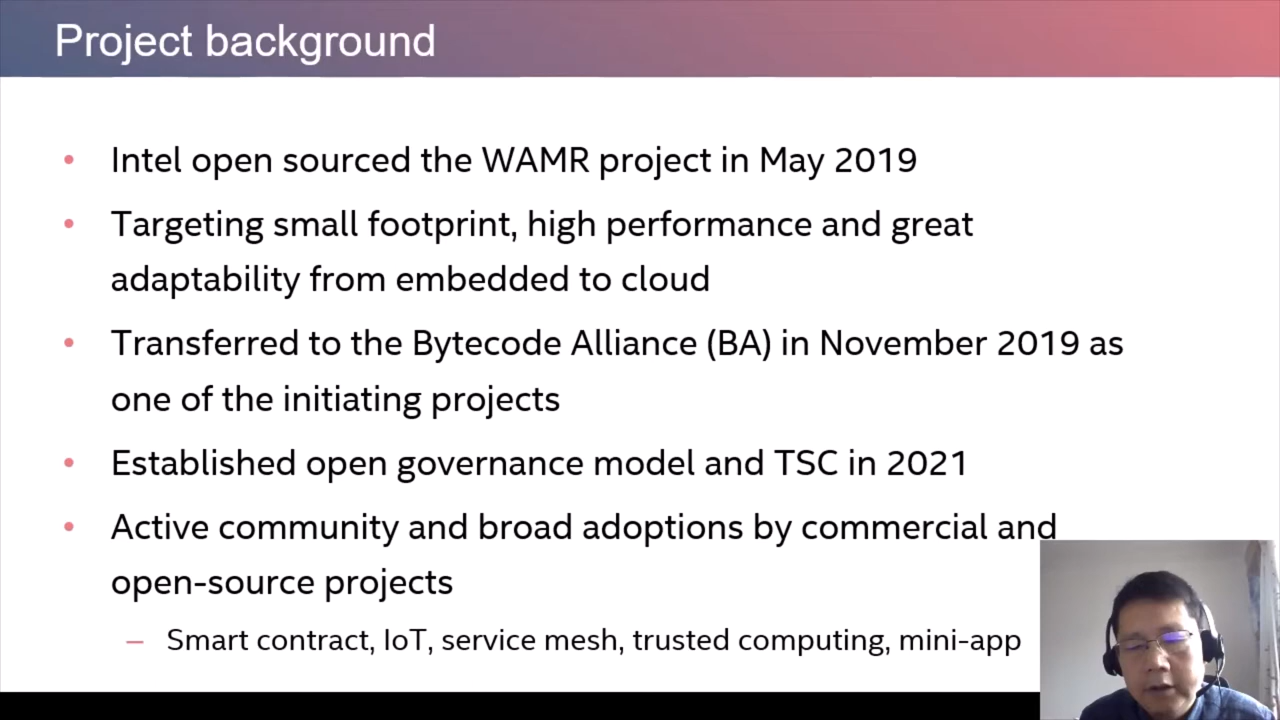 Project background
• Intel open sourced the WAMR project in May 2019
• Targeting small footprint, high performance and great
adaptability from embedded to cloud
• Transferred to the Bytecode Alliance (BA) in November 2019 as
one of the initiating projects
• Established open governance model and TSC in 2021
• Active community and broad adoptions by commercial and
open-source projects
– Smart contract, IoT, service mesh, trusted computing, mini-app